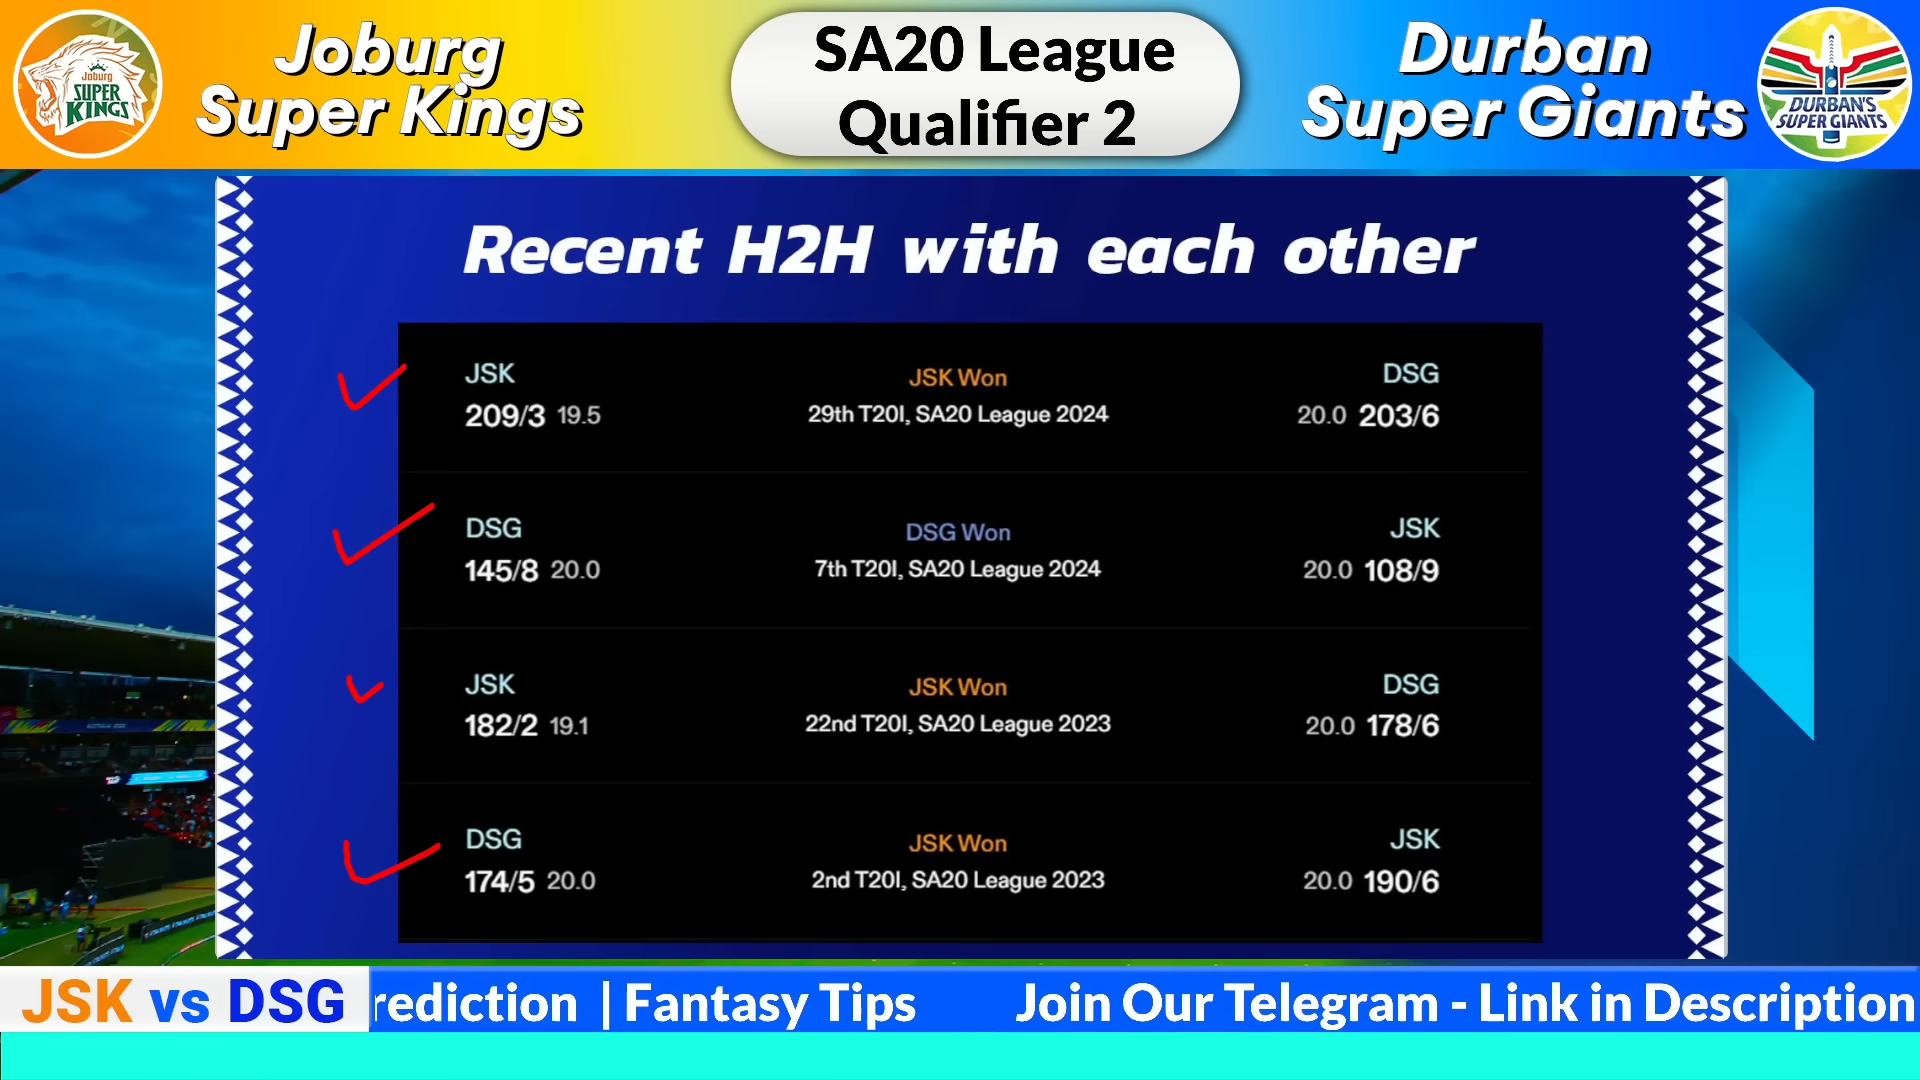 Joburg
SUPER
KINGS
Joburg
Super Kings
SA20 League
Qualifier 2
Durban
Super Giants
DURBAN'S
SUPER GIANTS
Recent H2H with each other
JSK JSK Won DSG
209/3 19.5 29th T20I, SA20 League 2024 20.0 203/6
DSG DSG Won JSK
145/8 20.0 7th T20I, SA20 League 2024 20.0 108/9
JSK JSK Won DSG
182/2 19.1 22nd T20I, SA20 League 2023 20.0 178/6
DSG JSK Won JSK
174/5 20.0 2nd T20I, SA20 League 2023 20.0 190/6
JSK vs DSG rediction | Fantasy Tips Join Our Telegram - Link in Description